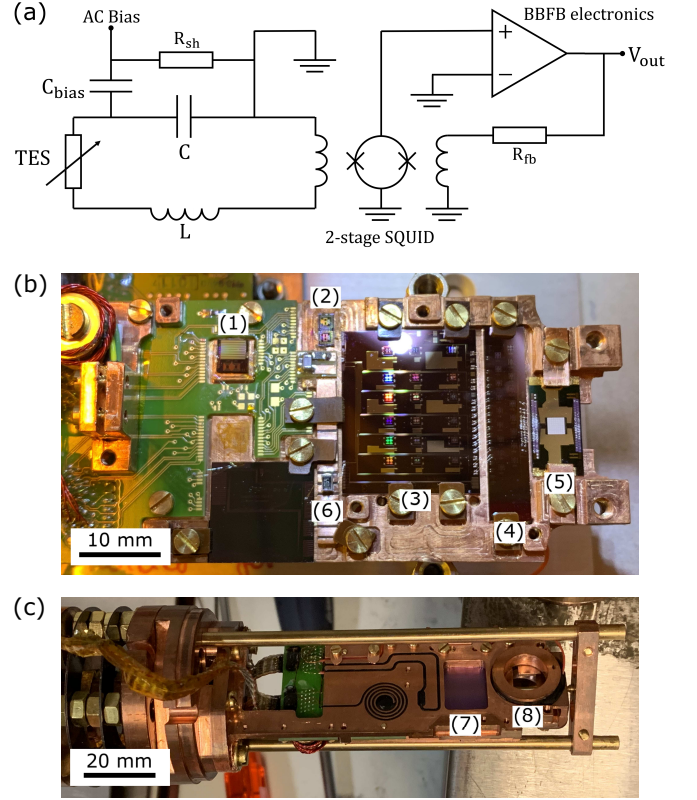 (a)
AC Bias
BBFB electronics
R_sh
+
−
V_out
C_bias
C
TES
R_fb
L
2-stage SQUID
(b)
(1)
(2)
(3)
(4)
(5)
(6)
10 mm
(c)
(7)
(8)
20 mm